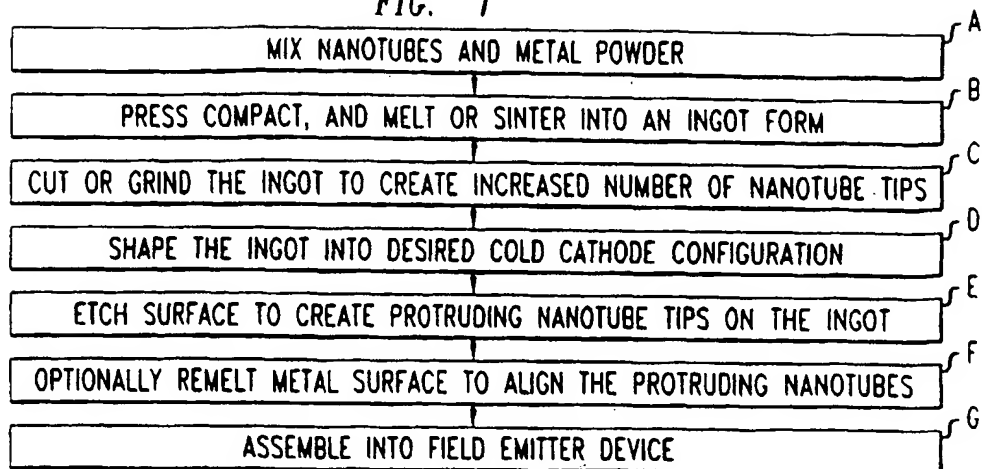 FIG. 1
A
MIX NANOTUBES AND METAL POWDER
B
PRESS COMPACT, AND MELT OR SINTER INTO AN INGOT FORM
C
CUT OR GRIND THE INGOT TO CREATE INCREASED NUMBER OF NANOTUBE TIPS
D
SHAPE THE INGOT INTO DESIRED COLD CATHODE CONFIGURATION
E
ETCH SURFACE TO CREATE PROTRUDING NANOTUBE TIPS ON THE INGOT
F
OPTIONALLY REMELT METAL SURFACE TO ALIGN THE PROTRUDING NANOTUBES
G
ASSEMBLE INTO FIELD EMITTER DEVICE